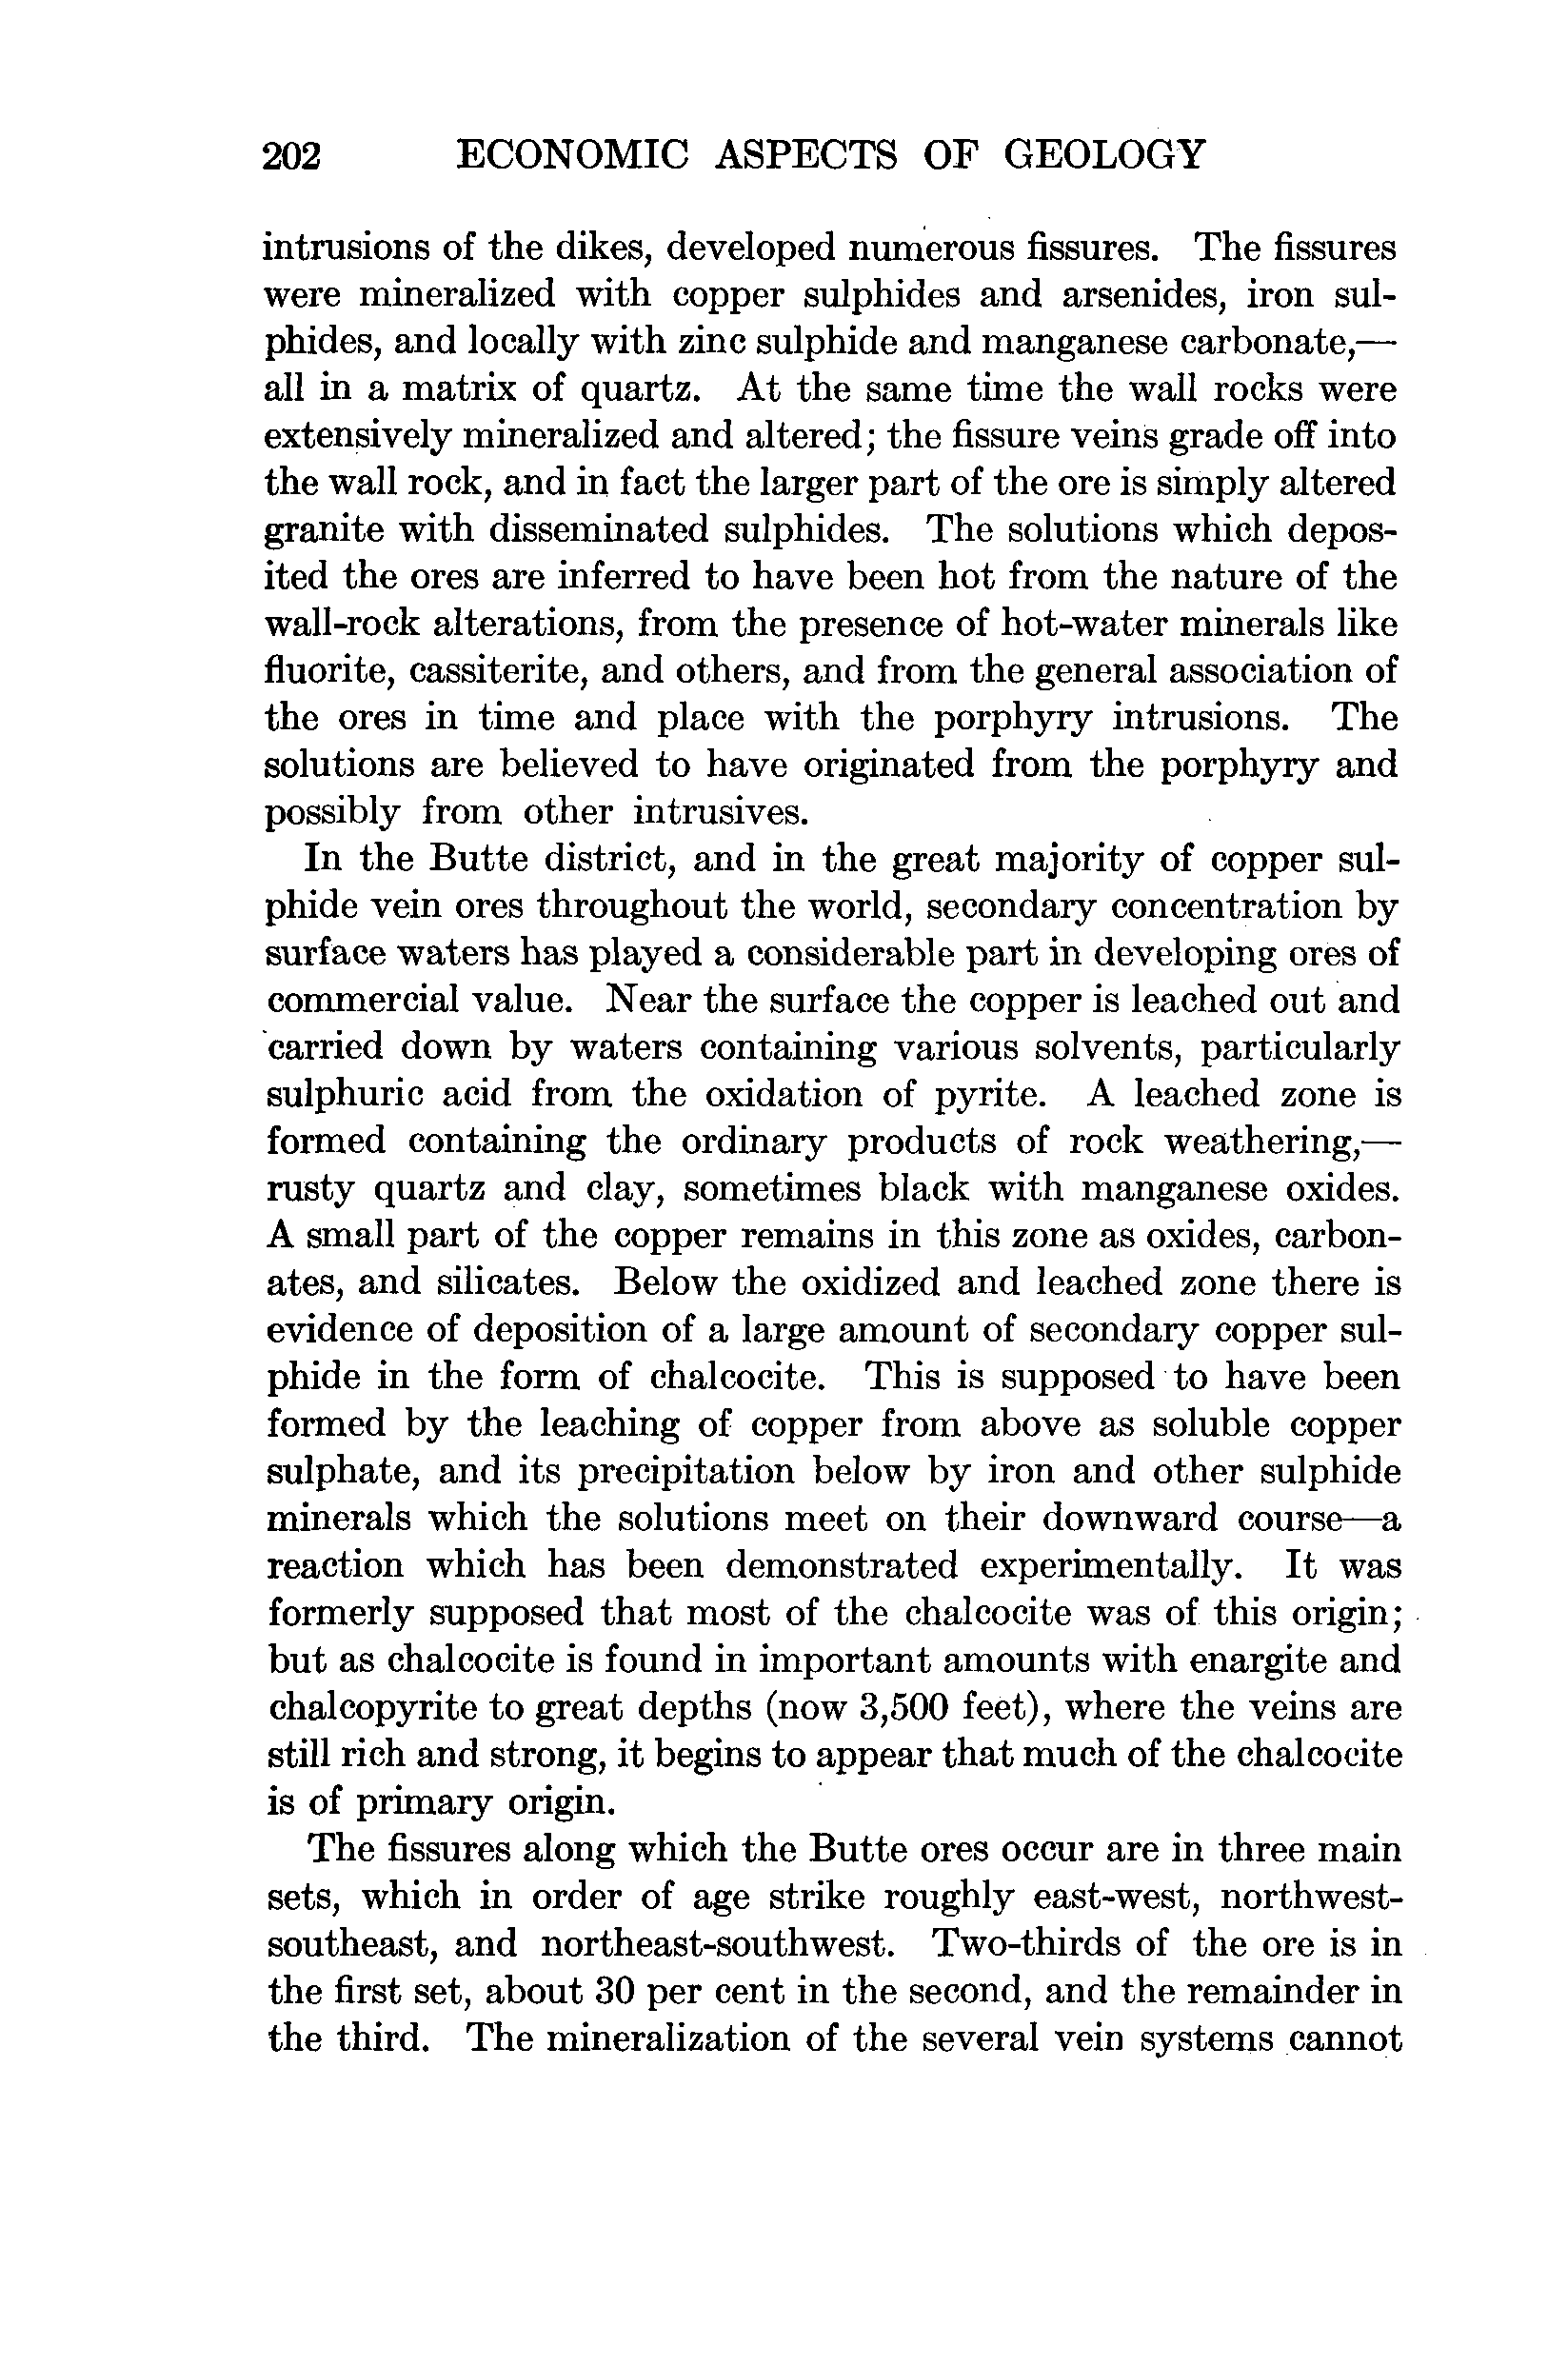 202 ECONOMIC ASPECTS OF GEOLOGY
intrusions of the dikes, developed numerous fissures. The fissures
were mineralized with copper sulphides and arsenides, iron sul-
phides, and locally with zinc sulphide and manganese carbonate,—
all in a matrix of quartz. At the same time the wall rocks were
extensively mineralized and altered; the fissure veins grade off into
the wall rock, and in fact the larger part of the ore is simply altered
granite with disseminated sulphides. The solutions which depos-
ited the ores are inferred to have been hot from the nature of the
wall-rock alterations, from the presence of hot-water minerals like
fluorite, cassiterite, and others, and from the general association of
the ores in time and place with the porphyry intrusions. The
solutions are believed to have originated from the porphyry and
possibly from other intrusives.
In the Butte district, and in the great majority of copper sul-
phide vein ores throughout the world, secondary concentration by
surface waters has played a considerable part in developing ores of
commercial value. Near the surface the copper is leached out and
carried down by waters containing various solvents, particularly
sulphuric acid from the oxidation of pyrite. A leached zone is
formed containing the ordinary products of rock weathering,—
rusty quartz and clay, sometimes black with manganese oxides.
A small part of the copper remains in this zone as oxides, carbon-
ates, and silicates. Below the oxidized and leached zone there is
evidence of deposition of a large amount of secondary copper sul-
phide in the form of chalcocite. This is supposed to have been
formed by the leaching of copper from above as soluble copper
sulphate, and its precipitation below by iron and other sulphide
minerals which the solutions meet on their downward course—a
reaction which has been demonstrated experimentally. It was
formerly supposed that most of the chalcocite was of this origin;
but as chalcocite is found in important amounts with enargite and
chalcopyrite to great depths (now 3,500 feet), where the veins are
still rich and strong, it begins to appear that much of the chalcocite
is of primary origin.
The fissures along which the Butte ores occur are in three main
sets, which in order of age strike roughly east-west, northwest-
southeast, and northeast-southwest. Two-thirds of the ore is in
the first set, about 30 per cent in the second, and the remainder in
the third. The mineralization of the several vein systems cannot